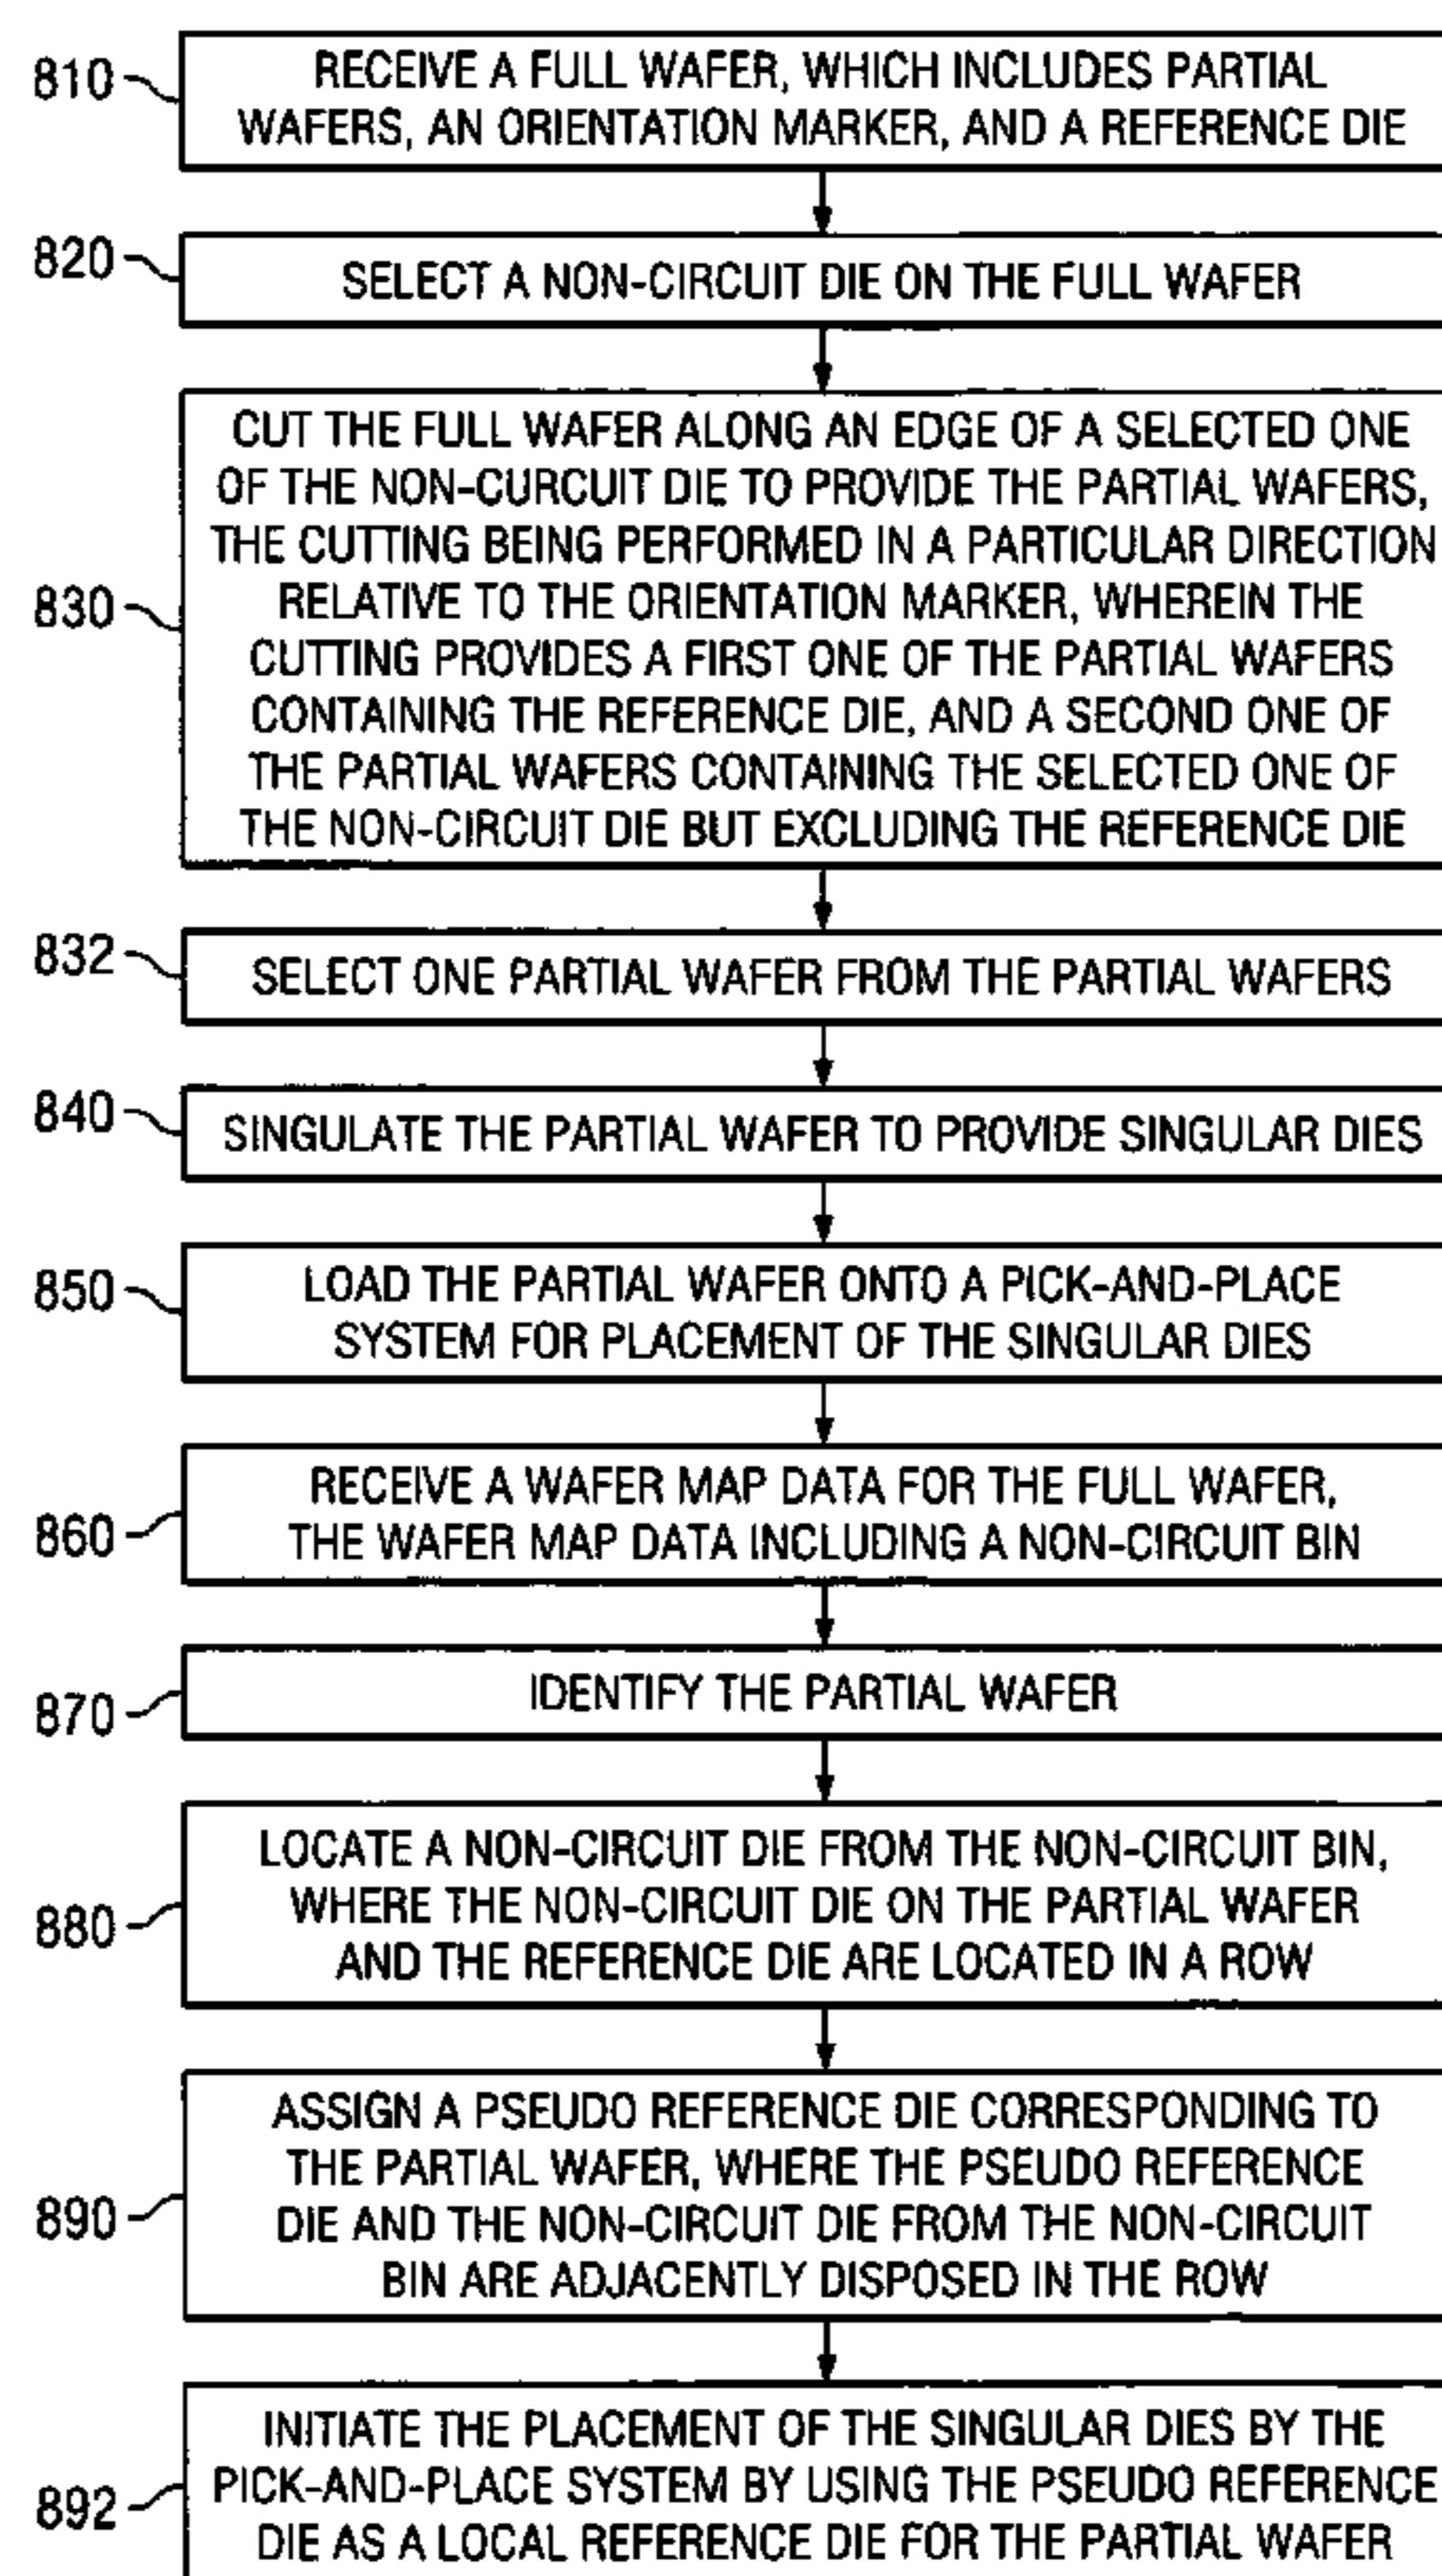 810
RECEIVE A FULL WAFER, WHICH INCLUDES PARTIAL
WAFERS, AN ORIENTATION MARKER, AND A REFERENCE DIE
820
SELECT A NON-CIRCUIT DIE ON THE FULL WAFER
830
CUT THE FULL WAFER ALONG AN EDGE OF A SELECTED ONE
OF THE NON-CURCUIT DIE TO PROVIDE THE PARTIAL WAFERS,
THE CUTTING BEING PERFORMED IN A PARTICULAR DIRECTION
RELATIVE TO THE ORIENTATION MARKER, WHEREIN THE
CUTTING PROVIDES A FIRST ONE OF THE PARTIAL WAFERS
CONTAINING THE REFERENCE DIE, AND A SECOND ONE OF
THE PARTIAL WAFERS CONTAINING THE SELECTED ONE OF
THE NON-CIRCUIT DIE BUT EXCLUDING THE REFERENCE DIE
832
SELECT ONE PARTIAL WAFER FROM THE PARTIAL WAFERS
840
SINGULATE THE PARTIAL WAFER TO PROVIDE SINGULAR DIES
850
LOAD THE PARTIAL WAFER ONTO A PICK-AND-PLACE
SYSTEM FOR PLACEMENT OF THE SINGULAR DIES
860
RECEIVE A WAFER MAP DATA FOR THE FULL WAFER,
THE WAFER MAP DATA INCLUDING A NON-CIRCUIT BIN
870
IDENTIFY THE PARTIAL WAFER
880
LOCATE A NON-CIRCUIT DIE FROM THE NON-CIRCUIT BIN,
WHERE THE NON-CIRCUIT DIE ON THE PARTIAL WAFER
AND THE REFERENCE DIE ARE LOCATED IN A ROW
890
ASSIGN A PSEUDO REFERENCE DIE CORRESPONDING TO
THE PARTIAL WAFER, WHERE THE PSEUDO REFERENCE
DIE AND THE NON-CIRCUIT DIE FROM THE NON-CIRCUIT
BIN ARE ADJACENTLY DISPOSED IN THE ROW
892
INITIATE THE PLACEMENT OF THE SINGULAR DIES BY THE
PICK-AND-PLACE SYSTEM BY USING THE PSEUDO REFERENCE
DIE AS A LOCAL REFERENCE DIE FOR THE PARTIAL WAFER